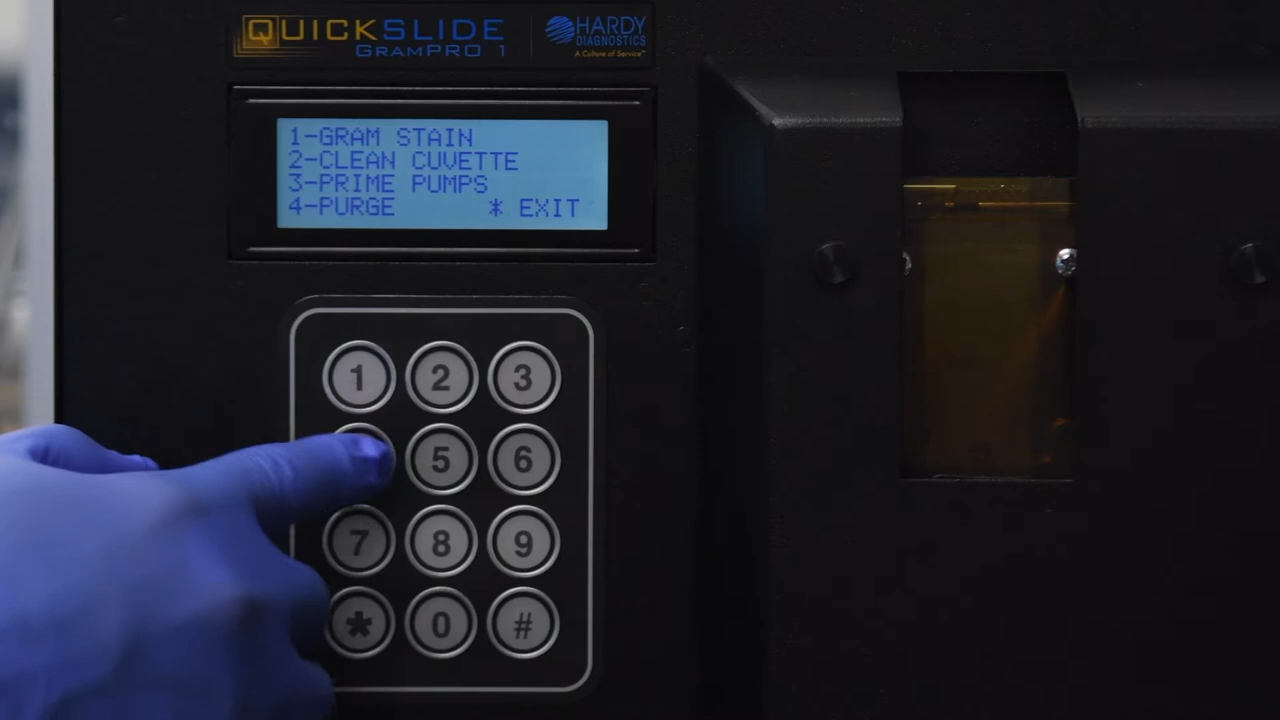 QUICKSLIDE
GRAMPRO 1
HARDY
DIAGNOSTICS
A Culture of Service™
1-GRAM STAIN
2-CLEAN CUVETTE
3-PRIME PUMPS
4-PURGE * EXIT
1 2 3
5 6
7 8 9
* 0 #